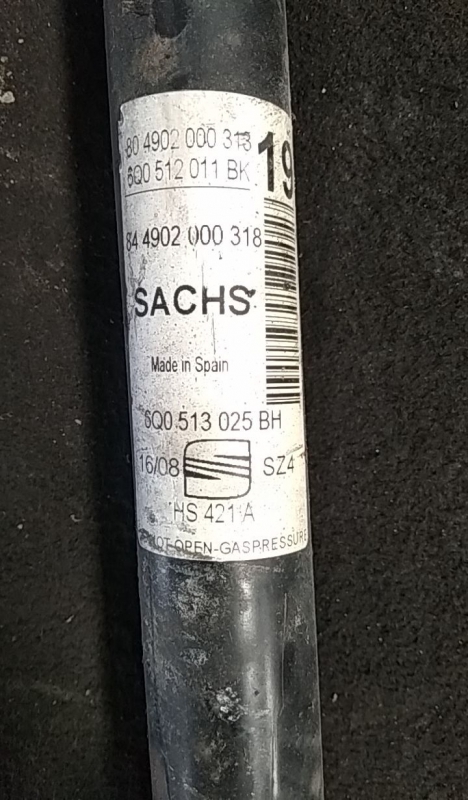 80 4902 000 313
6Q0 512 011 BK
19
84 4902 000 318
SACHS
Made in Spain
6Q0 513 025 BH
16/08
SZ4
HS 421 A
NOT OPEN-GASPRESSURE